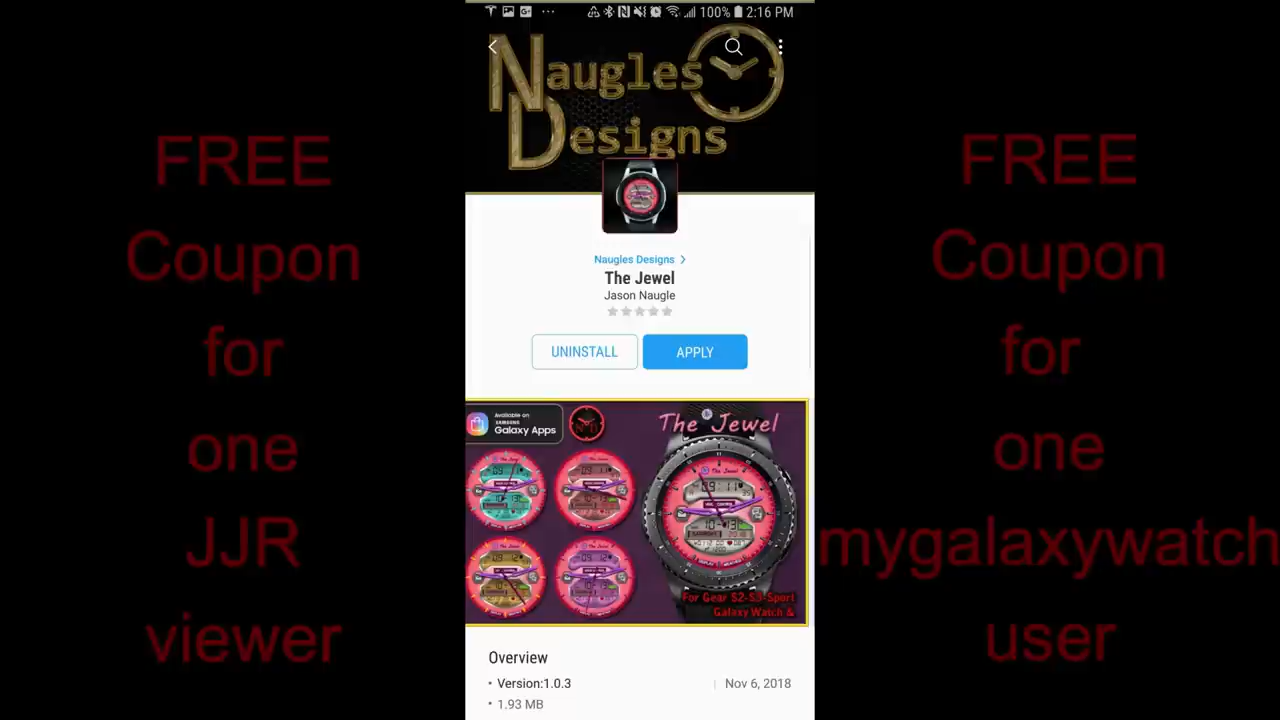 100% 2:16 PM
Naugles
Designs
FREE
Coupon
for
one
JJR
viewer
Naugles Designs >
The Jewel
Jason Naugle
UNINSTALL
APPLY
Available on
SAMSUNG
Galaxy Apps
The Jewel
For Gear S2-S3-Sport
Galaxy Watch &
Overview
• Version:1.0.3
Nov 6, 2018
• 1.93 MB
FREE
Coupon
for
one
mygalaxywatch
user